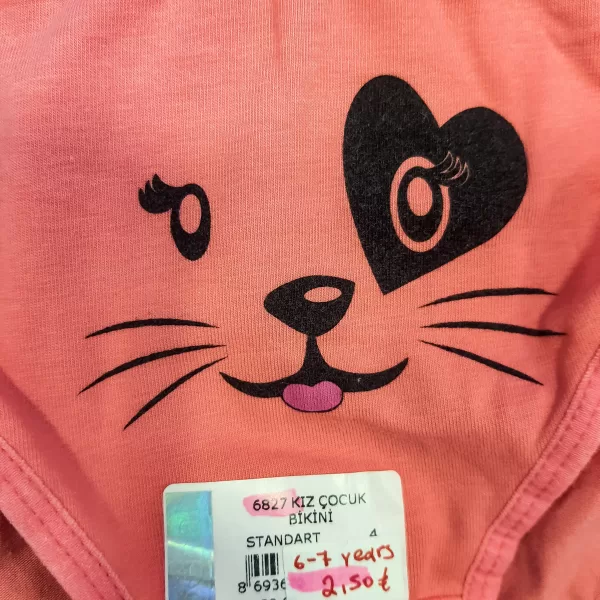 6827 KIZ ÇOCUK
BİKİNİ
STANDART 4
6-7 years
8 6936
2,50 €